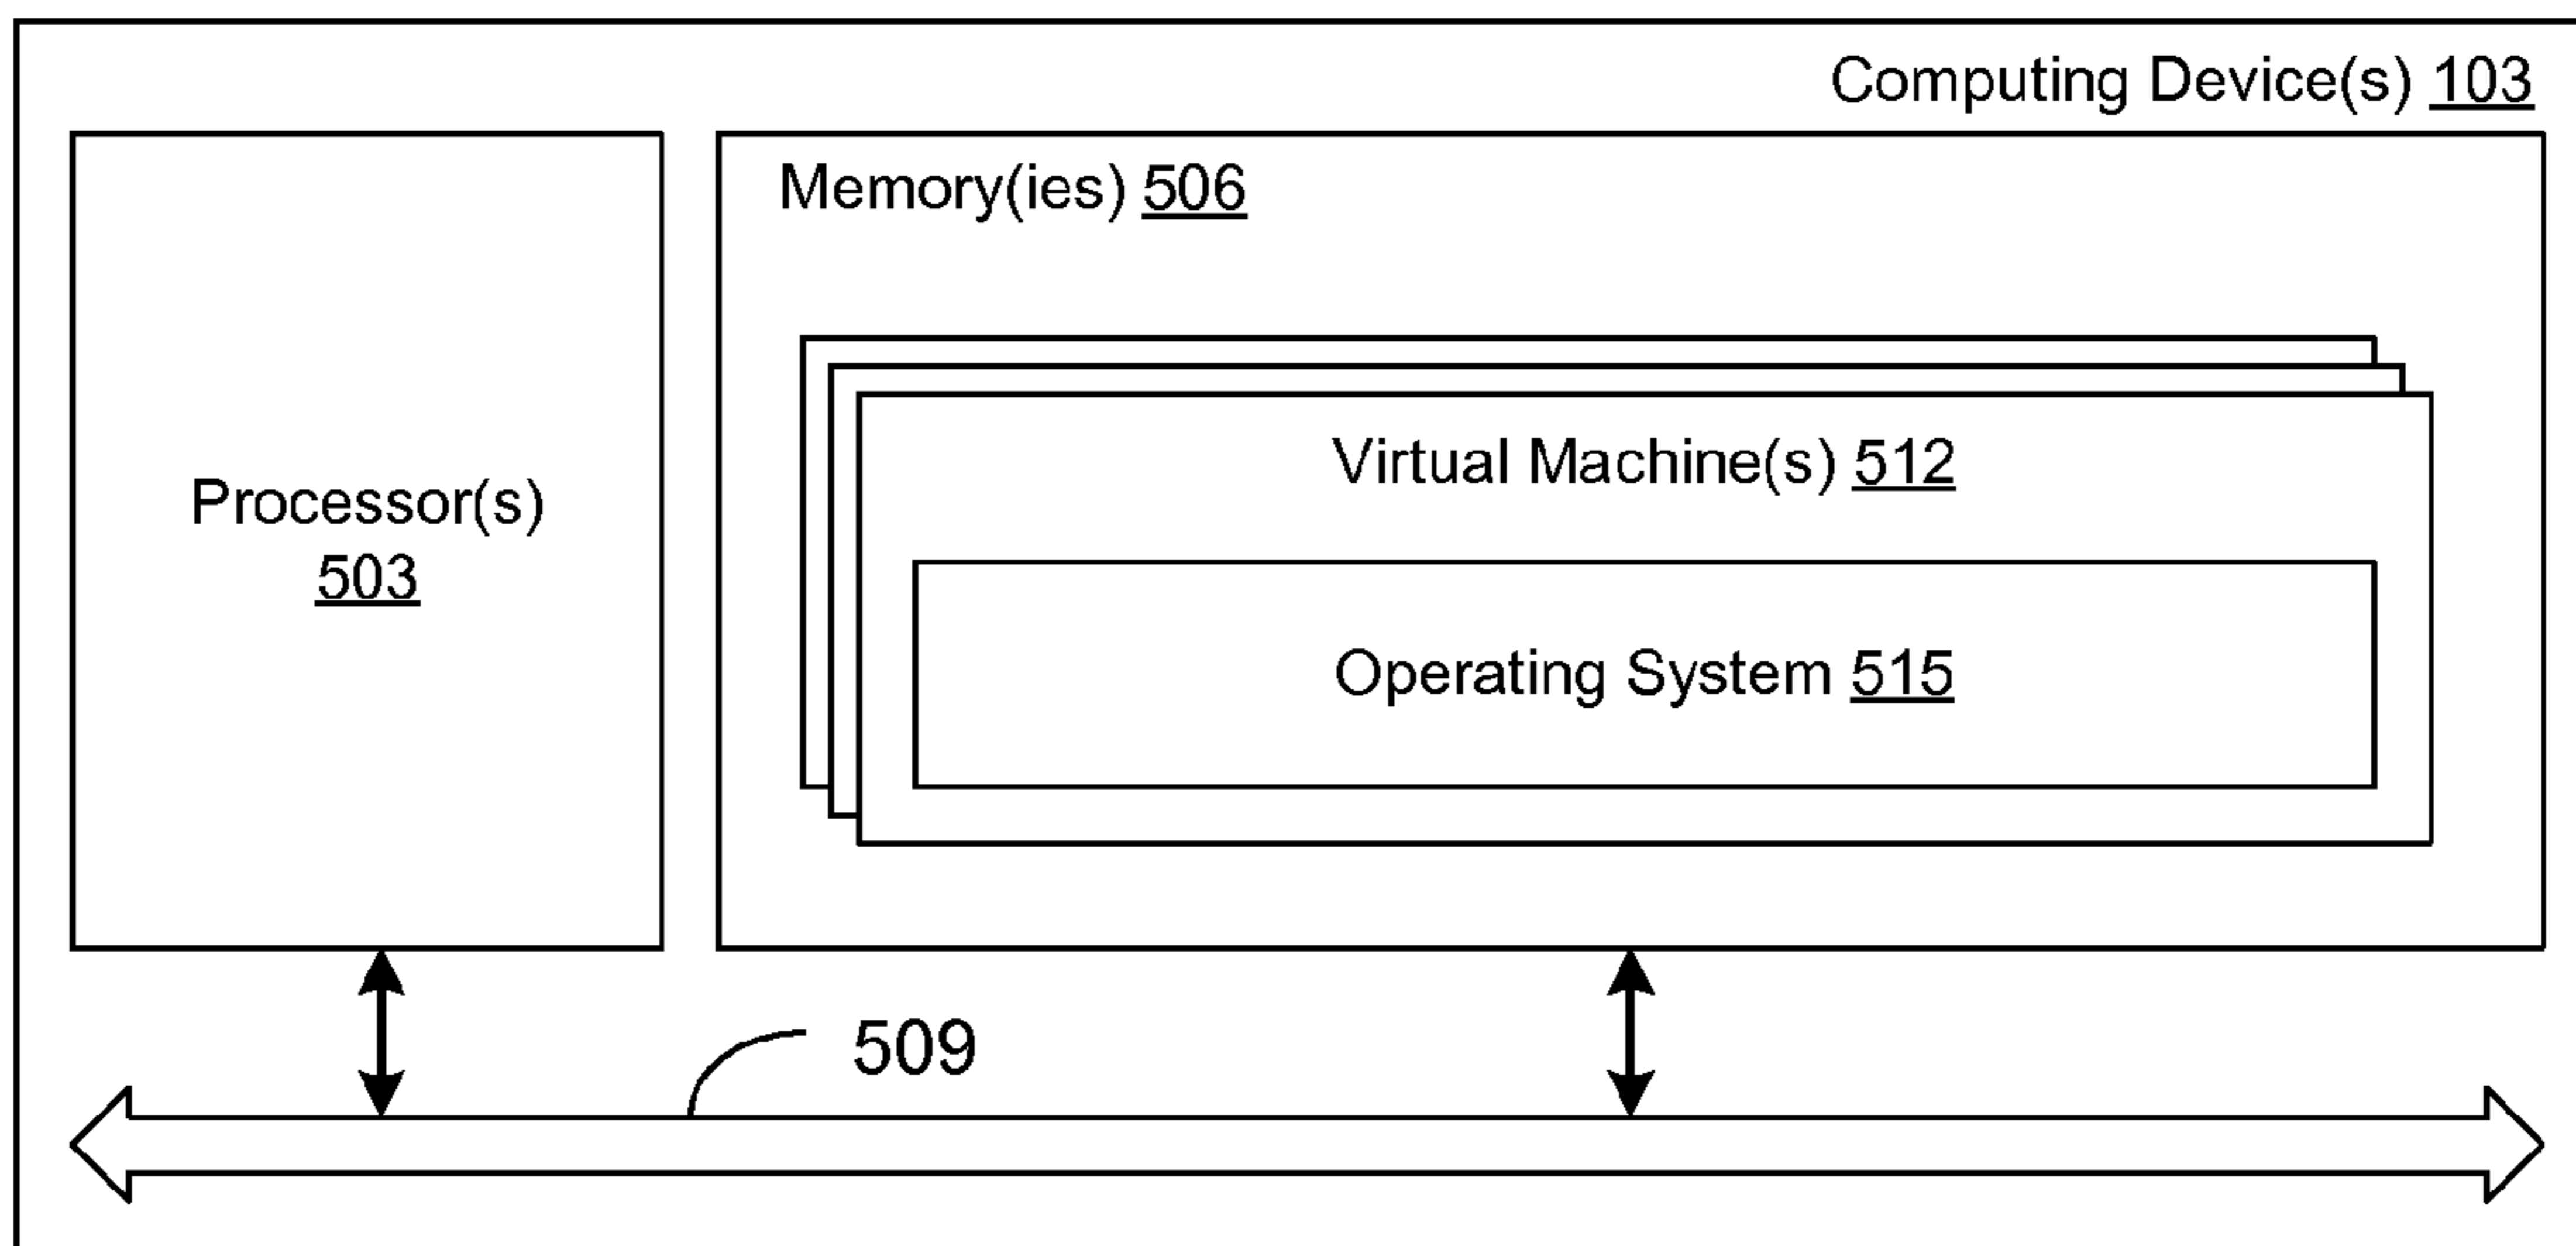 Computing Device(s) 103
Memory(ies) 506
Processor(s)
503
Virtual Machine(s) 512
Operating System 515
509